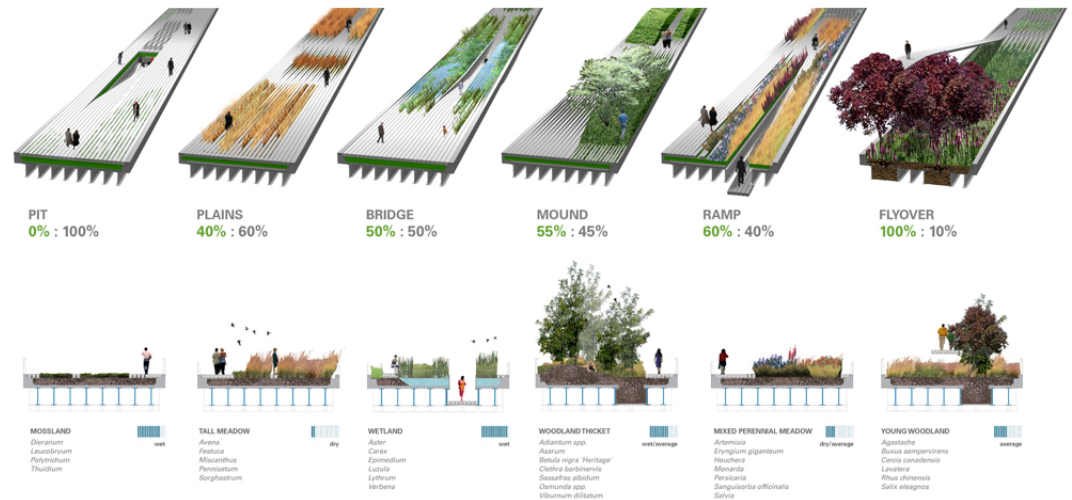 PIT
0% : 100%
PLAINS
40% : 60%
BRIDGE
50% : 50%
MOUND
55% : 45%
RAMP
60% : 40%
FLYOVER
100% : 10%
MOSSLAND
wet
Dieranum
Leucobryum
Polytridhum
Thuidium
TALL MEADOW
dry
Avena
Festuca
Miscanthus
Pennisetum
Sorghastrum
WETLAND
wet
Aster
Carex
Epimedium
Luzula
Lythrum
Verbena
WOODLAND THICKET
wet/average
Adiantum spp.
Asarum
Betula nigra 'Heritage'
Clethra barbinervis
Sassafras albidum
Osmunda spp.
Viburnum dilitatum
MIXED PERENNIAL MEADOW
dry/average
Artemisia
Eryngium giganteum
Heuchera
Monarda
Persicaria
Sanguisorba officinalis
Salvia
YOUNG WOODLAND
average
Agastache
Buxus sempervirens
Cercis canadensis
Lavatera
Rhus chinensis
Salix eleagnos